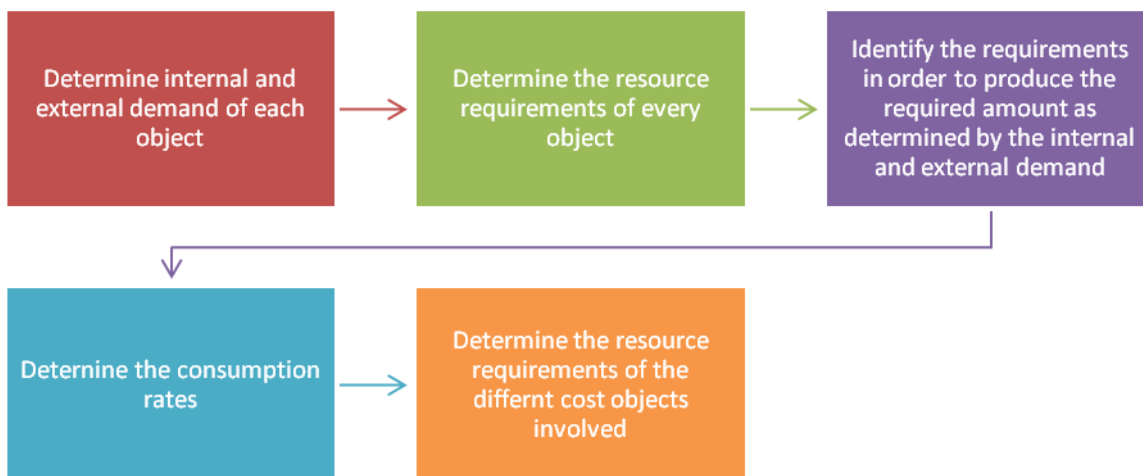 Determine internal and
external demand of each
object
Determine the resource
requirements of every
object
Identify the requirements
in order to produce the
required amount as
determined by the internal
and external demand
Deternine the consumption
rates
Determine the resource
requirements of the
differnt cost objects
involved